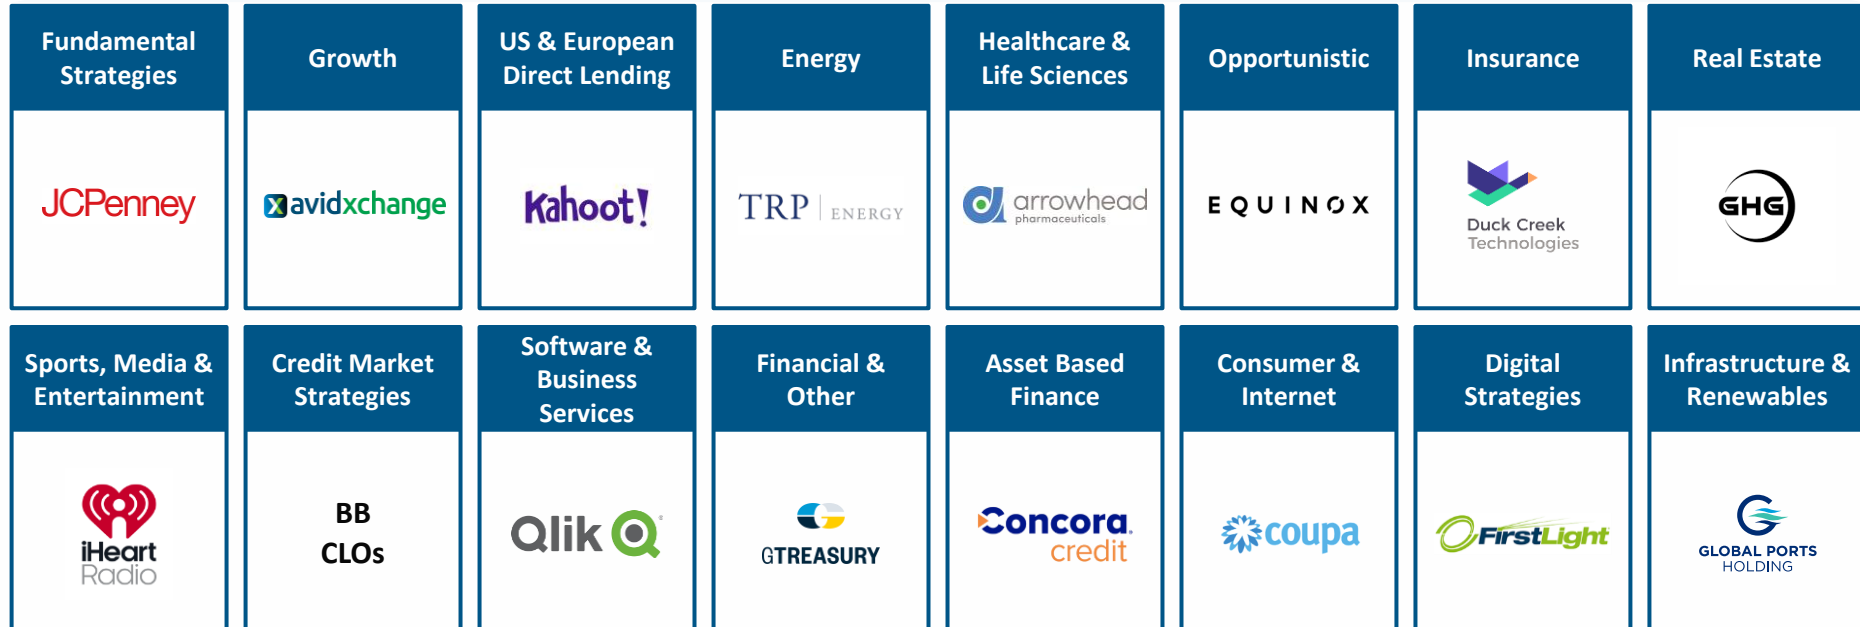 Fundamental
Strategies
Growth
US & European
Direct Lending
Energy
Healthcare &
Life Sciences
Opportunistic
Insurance
Real Estate
JCPenney
avidxchange
Kahoot!
TRP | ENERGY
arrowhead
pharmaceuticals
EQUINOX
Duck Creek
Technologies
GHG
Sports, Media &
Entertainment
Credit Market
Strategies
Software &
Business
Services
Financial &
Other
Asset Based
Finance
Consumer &
Internet
Digital
Strategies
Infrastructure &
Renewables
iHeart
Radio
BB
CLOs
Qlik
GTREASURY
Concora
credit
coupa
FirstLight
GLOBAL PORTS
HOLDING